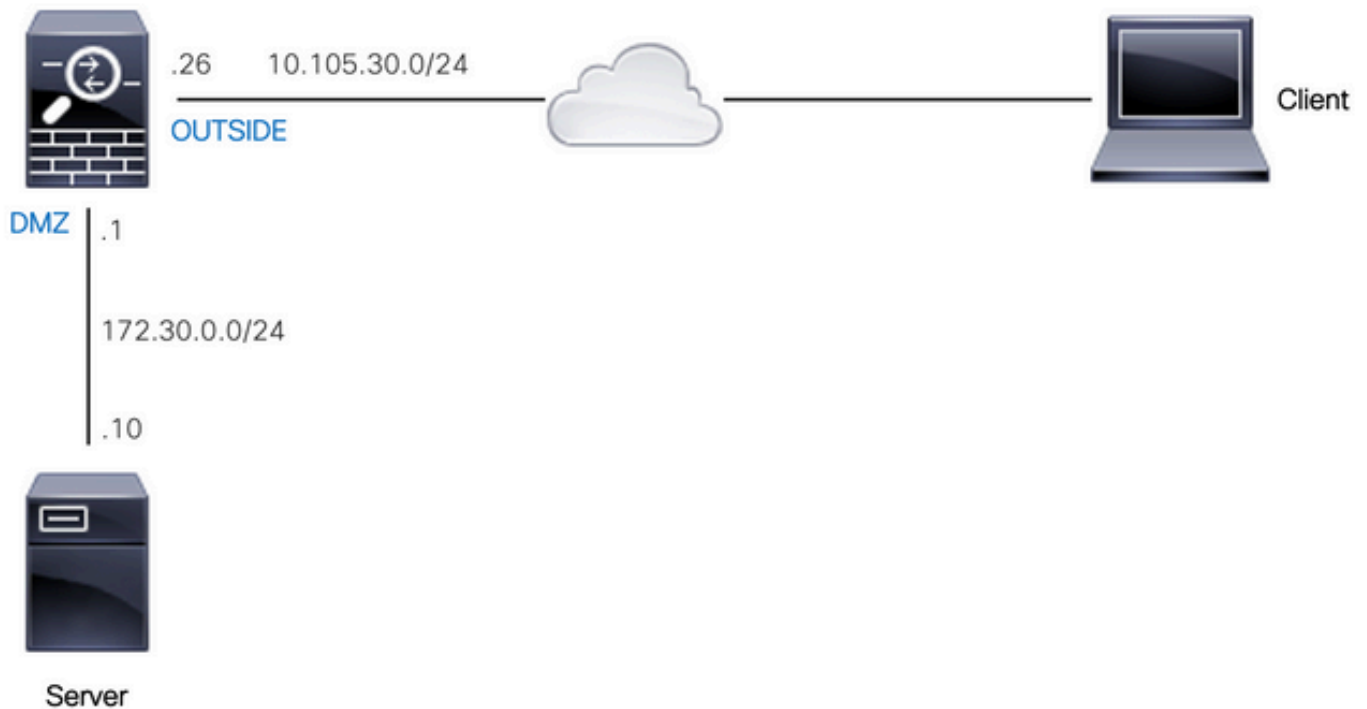 .26 10.105.30.0/24
OUTSIDE
Client
DMZ
.1
172.30.0.0/24
.10
Server